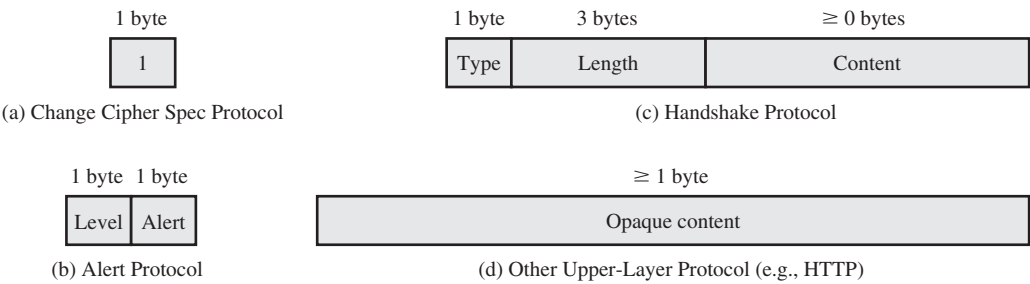 1 byte
1
(a) Change Cipher Spec Protocol
1 byte 3 bytes ≥ 0 bytes
Type Length Content
(c) Handshake Protocol
1 byte 1 byte
Level Alert
(b) Alert Protocol
≥ 1 byte
Opaque content
(d) Other Upper-Layer Protocol (e.g., HTTP)